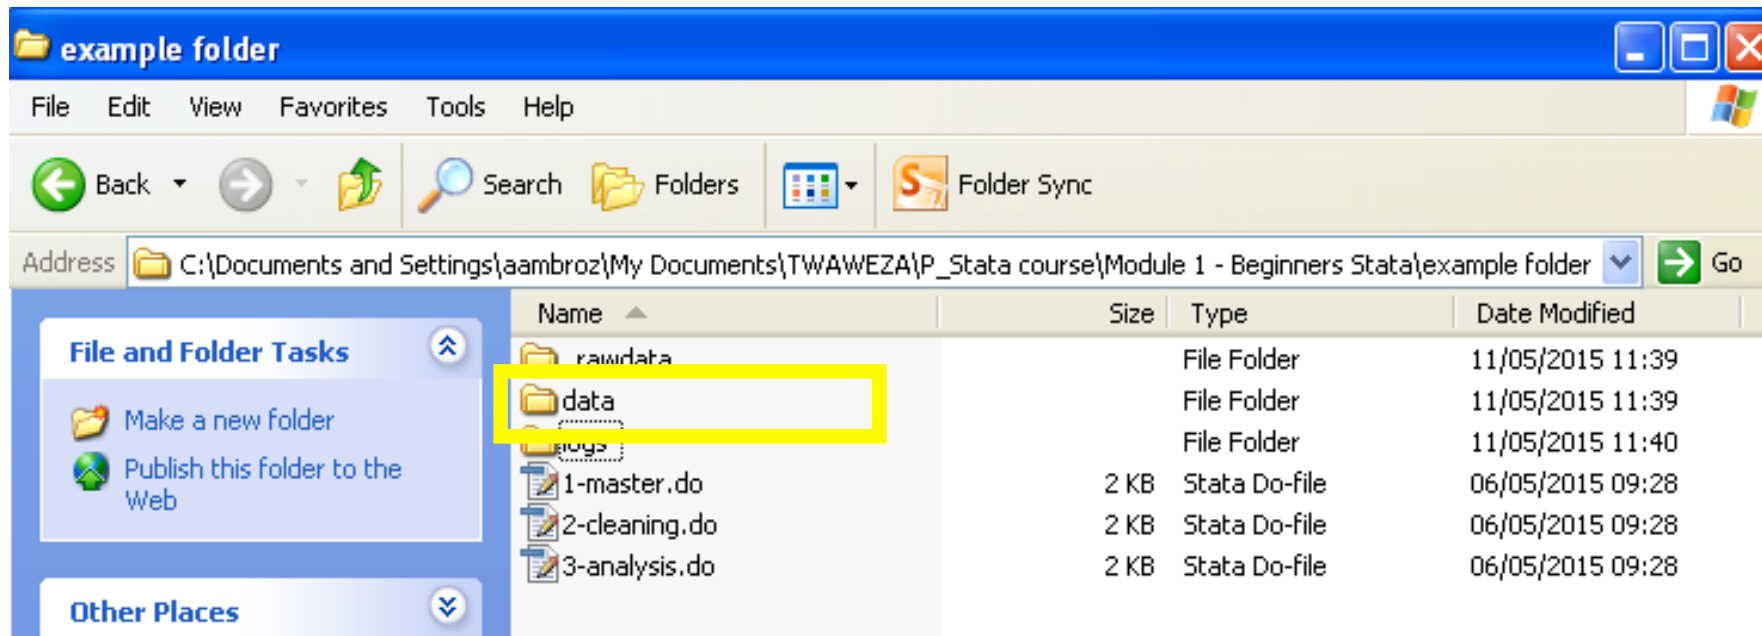 example folder
File Edit View Favorites Tools Help
Back Search Folders Folder Sync
Address C:\Documents and Settings\aambroz\My Documents\TWAWEZA\P_Stata course\Module 1 - Beginners Stata\example folder Go
Name Size Type Date Modified
File and Folder Tasks
Make a new folder
Publish this folder to the
Web
Other Places
_rawdata File Folder 11/05/2015 11:39
data File Folder 11/05/2015 11:39
logs File Folder 11/05/2015 11:40
1-master.do 2 KB Stata Do-file 06/05/2015 09:28
2-cleaning.do 2 KB Stata Do-file 06/05/2015 09:28
3-analysis.do 2 KB Stata Do-file 06/05/2015 09:28